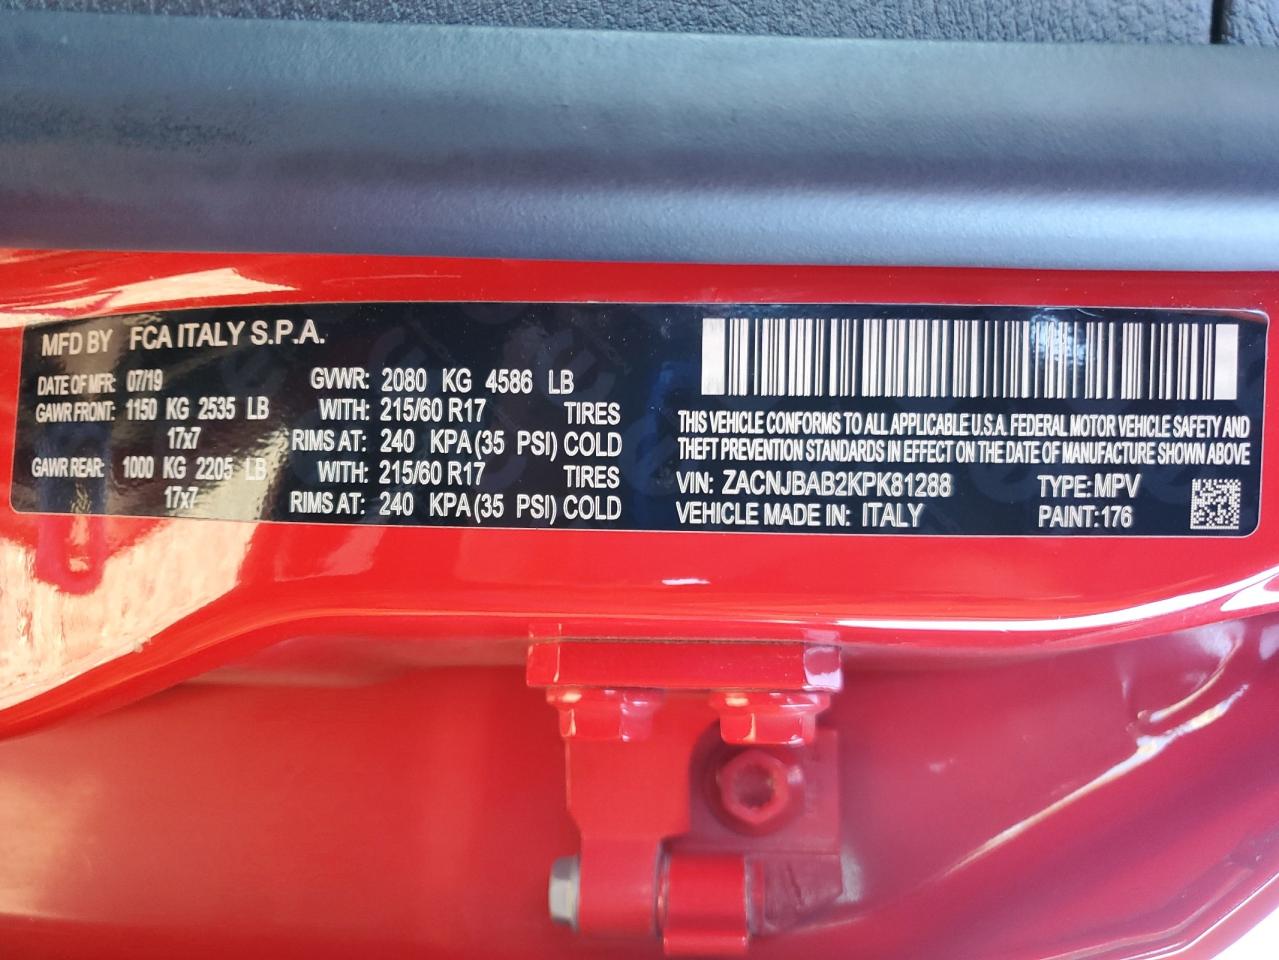 MFD BY FCA ITALY S.P.A.
DATE OF MFR: 07/19 GVWR: 2080 KG 4586 LB
GAWR FRONT: 1150 KG 2535 LB WITH: 215/60 R17 TIRES
17x7 RIMS AT: 240 KPA(35 PSI) COLD
GAWR REAR: 1000 KG 2205 LB WITH: 215/60 R17 TIRES
17x7 RIMS AT: 240 KPA(35 PSI) COLD
THIS VEHICLE CONFORMS TO ALL APPLICABLE U.S.A. FEDERAL MOTOR VEHICLE SAFETY AND
THEFT PREVENTION STANDARDS IN EFFECT ON THE DATE OF MANUFACTURE SHOWN ABOVE
VIN: ZACNJBAB2KPK81288 TYPE: MPV
VEHICLE MADE IN: ITALY PAINT: 176